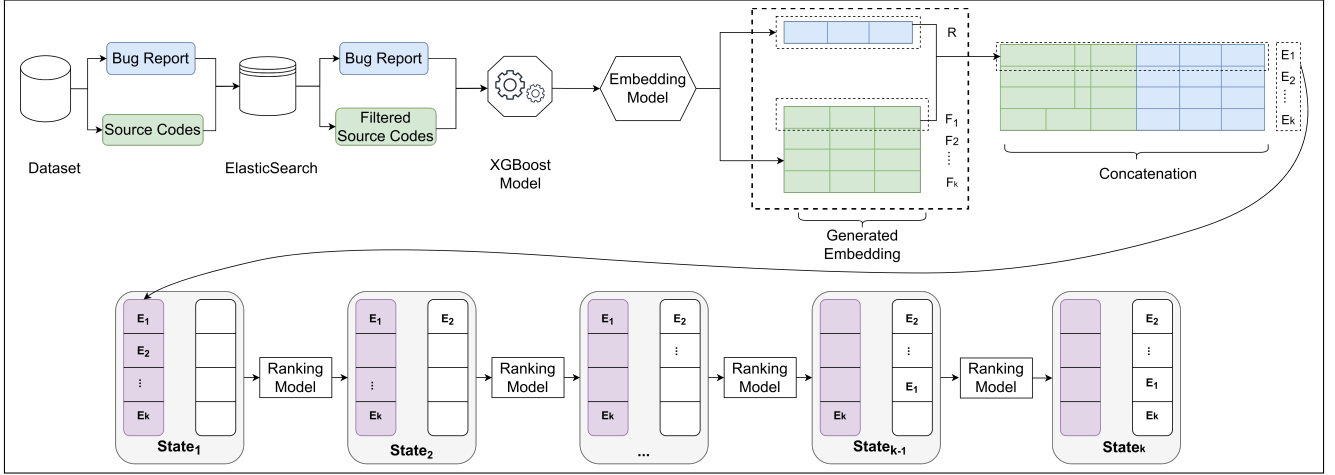 Dataset
Bug Report
Source Codes
ElasticSearch
Bug Report
Filtered
Source Codes
XGBoost
Model
Embedding
Model
R
F1
F2
⋮
Fk
Generated
Embedding
E1
E2
⋮
Ek
Concatenation
E1
E2
⋮
Ek
State1
Ranking
Model
E1
⋮
Ek
E2
State2
Ranking
Model
E1
Ek
E2
⋮
...
Ranking
Model
Ek
E2
⋮
E1
Statek-1
Ranking
Model
E2
⋮
E1
Ek
Statek